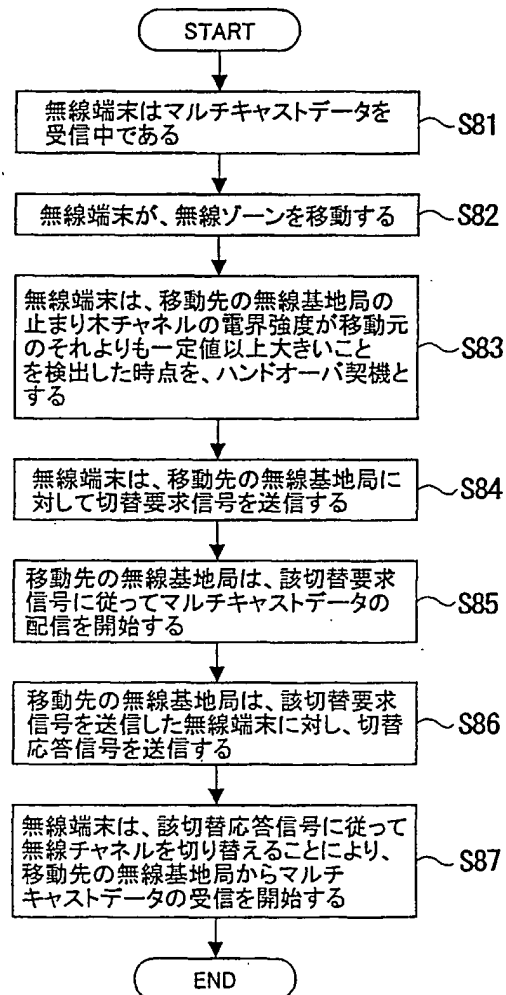 START
無線端末はマルチキャストデータを
受信中である
S81
無線端末が、無線ゾーンを移動する
S82
無線端末は、移動先の無線基地局の
止まり木チャネルの電界強度が移動元
のそれよりも一定値以上大きいこと
を検出した時点を、ハンドオーバ契機と
する
S83
無線端末は、移動先の無線基地局に
対して切替要求信号を送信する
S84
移動先の無線基地局は、該切替要求
信号に従ってマルチキャストデータの
配信を開始する
S85
移動先の無線基地局は、該切替要求
信号を送信した無線端末に対し、切替
応答信号を送信する
S86
無線端末は、該切替応答信号に従って
無線チャネルを切り替えることにより、
移動先の無線基地局からマルチ
キャストデータの受信を開始する
S87
END